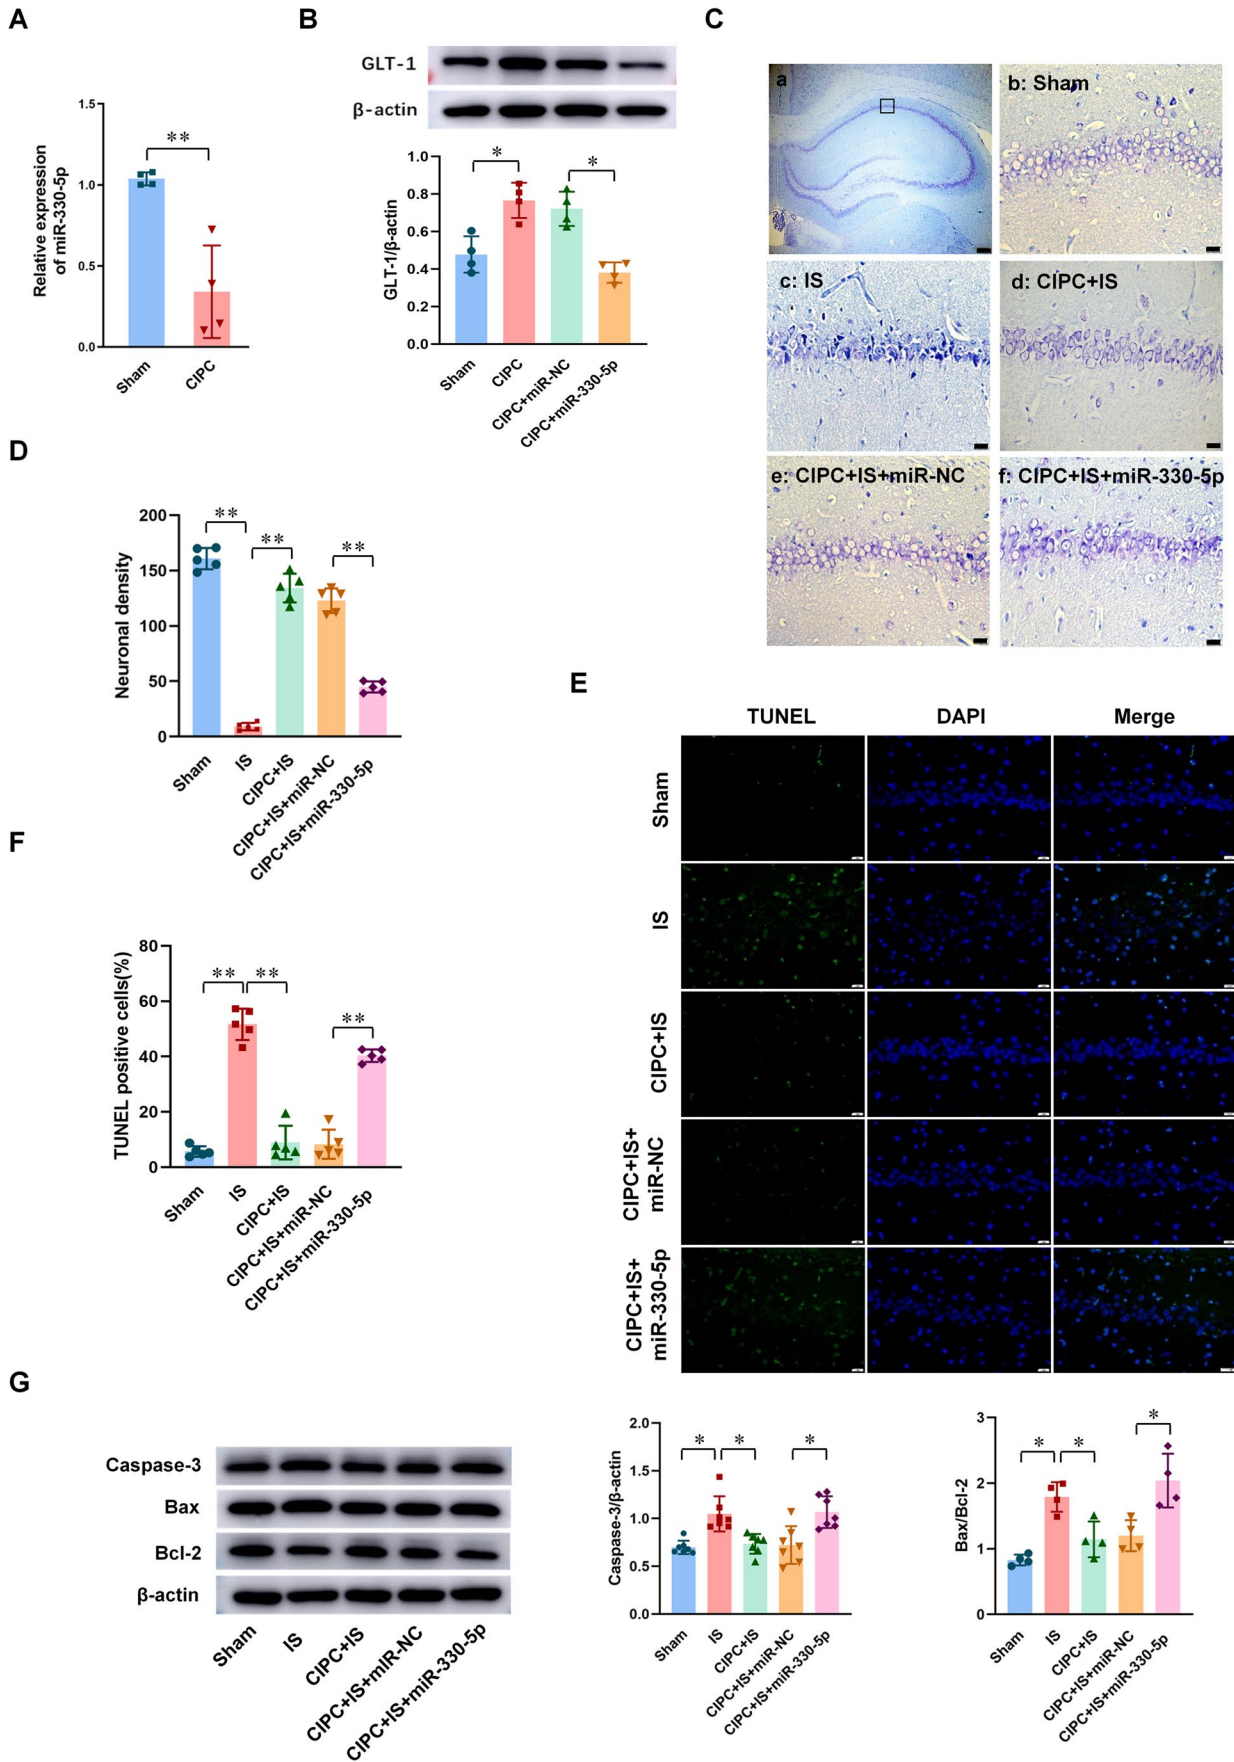 A
Relative expression
of miR-330-5p
1.5
1.0
0.5
0.0
**
Sham
CIPC
B
GLT-1
β-actin
GLT-1/β-actin
1.0
0.8
0.6
0.4
0.2
0.0
*
*
Sham
CIPC
CIPC+miR-NC
CIPC+miR-330-5p
C
a
b: Sham
c: IS
d: CIPC+IS
e: CIPC+IS+miR-NC
f: CIPC+IS+miR-330-5p
D
Neuronal density
200
150
100
50
0
**
**
**
Sham
IS
CIPC+IS
CIPC+IS+miR-NC
CIPC+IS+miR-330-5p
E
TUNEL
DAPI
Merge
Sham
IS
CIPC+IS
CIPC+IS+
miR-NC
CIPC+IS+
miR-330-5p
F
TUNEL positive cells(%)
80
60
40
20
0
**
**
**
Sham
IS
CIPC+IS
CIPC+IS+miR-NC
CIPC+IS+miR-330-5p
G
Caspase-3
Bax
Bcl-2
β-actin
Sham
IS
CIPC+IS
CIPC+IS+mIR-NC
CIPC+IS+miR-330-5p
Caspase-3/β-actin
2.0
1.5
1.0
0.5
0.0
*
*
*
Sham
IS
CIPC+IS
CIPC+IS+miR-NC
CIPC+IS+miR-330-5p
Bax/Bcl-2
3
2
1
0
*
*
*
Sham
IS
CIPC+IS
CIPC+IS+miR-NC
CIPC+IS+miR-330-5p